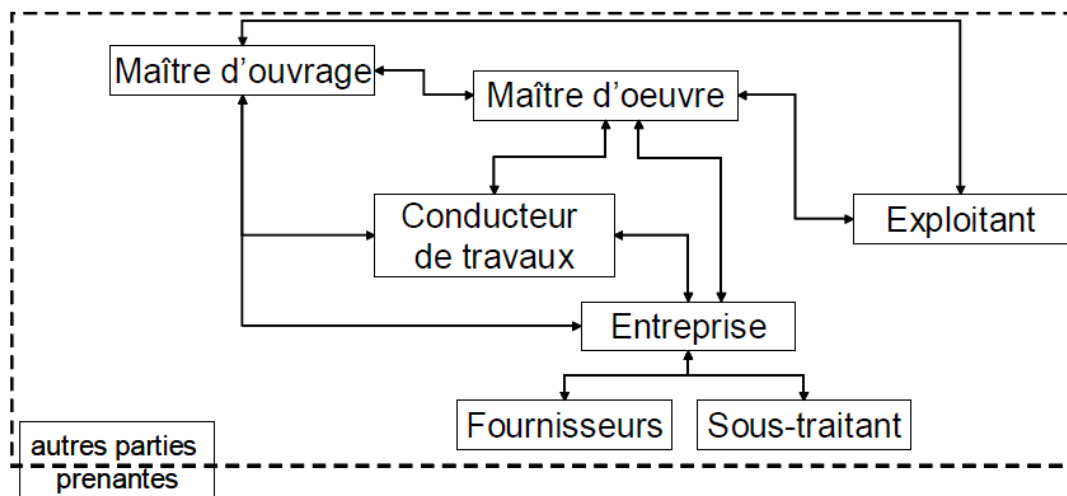 Maître d’ouvrage
Maître d’oeuvre
Conducteur
de travaux
Exploitant
Entreprise
Fournisseurs
Sous-traitant
autres parties
prenantes